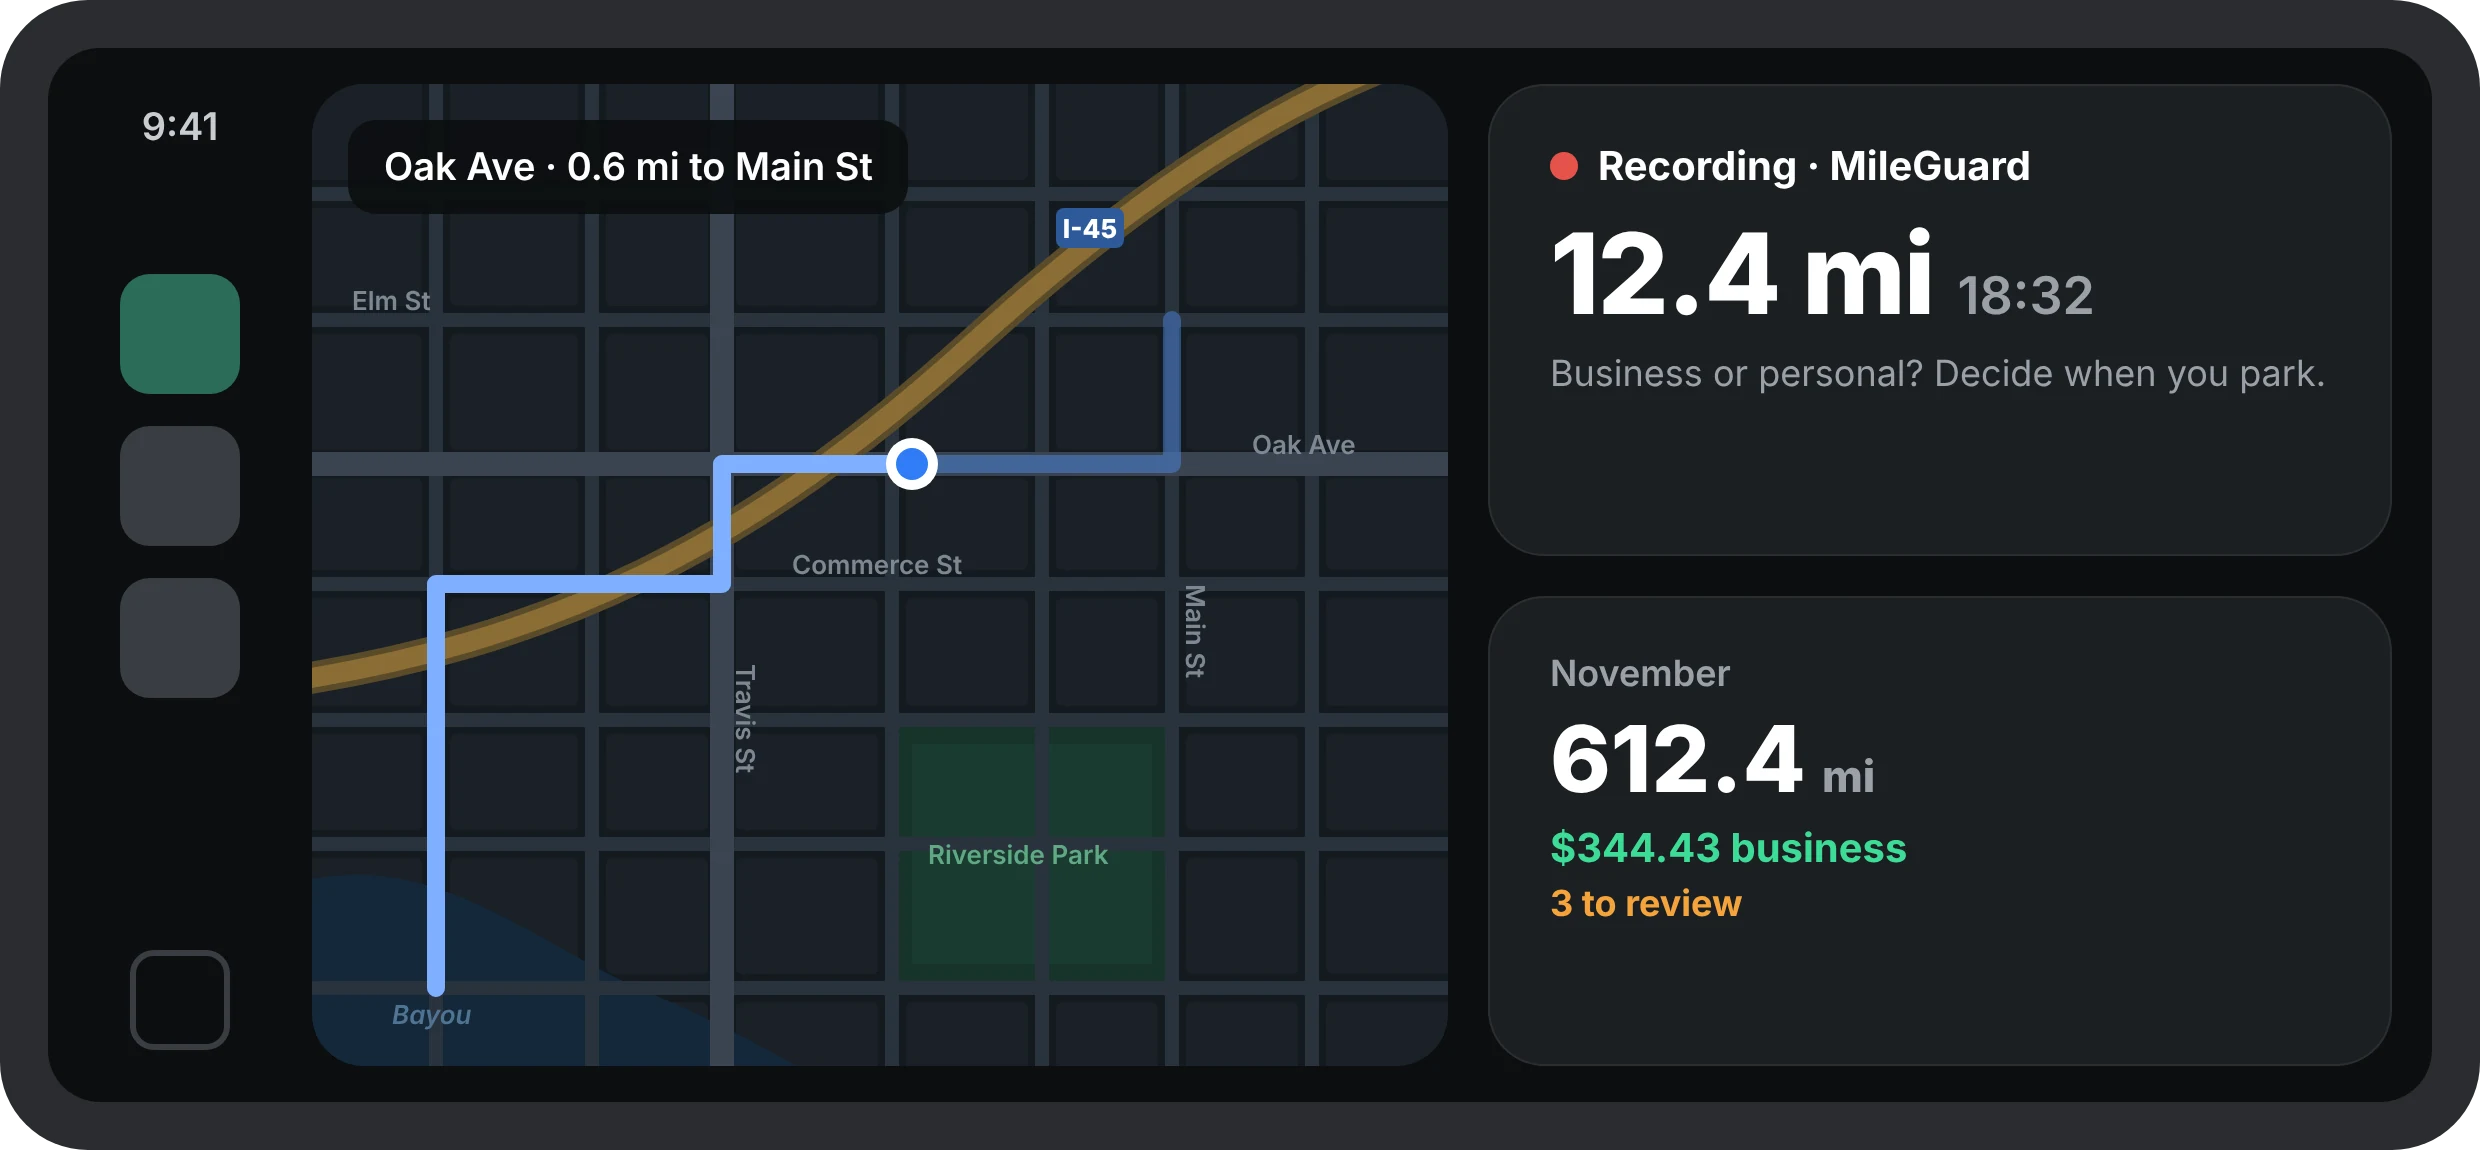 9:41
Oak Ave · 0.6 mi to Main St
I-45
Elm St
Oak Ave
Commerce St
Main St
Travis St
Riverside Park
Bayou
Recording · MileGuard
12.4 mi 18:32
Business or personal? Decide when you park.
November
612.4 mi
$344.43 business
3 to review